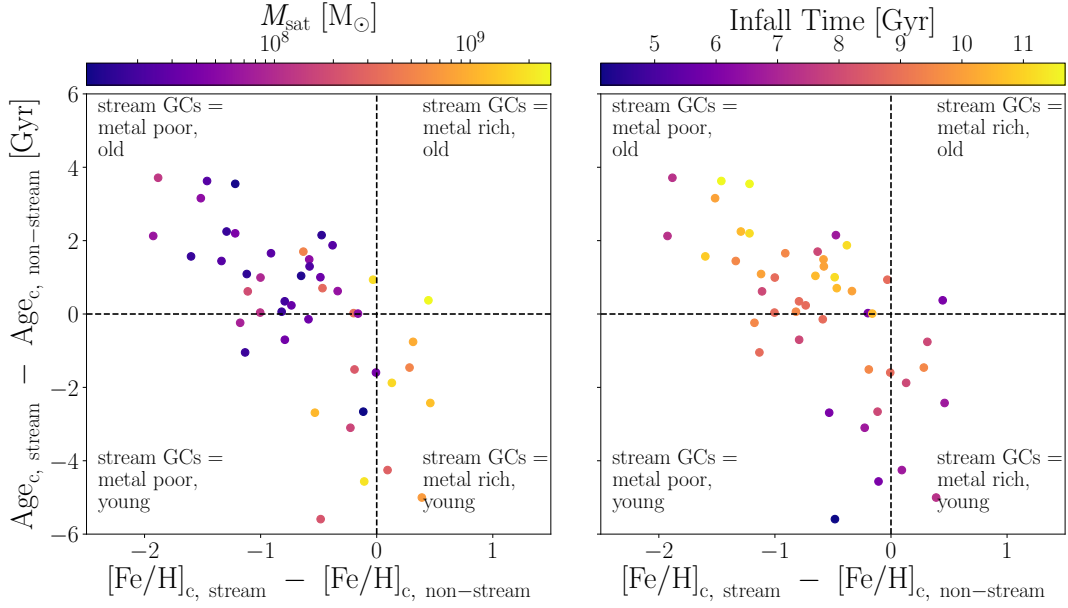 M_sat [M_⊙]
10^8 10^9
Infall Time [Gyr]
5 6 7 8 9 10 11
stream GCs =
metal poor,
old
stream GCs =
metal rich,
old
stream GCs =
metal poor,
young
stream GCs =
metal rich,
young
6
4
2
0
−2
−4
−6
−2 −1 0 1
Age_c, stream − Age_c, non−stream [Gyr]
[Fe/H]_c, stream − [Fe/H]_c, non−stream
stream GCs =
metal poor,
old
stream GCs =
metal rich,
old
stream GCs =
metal poor,
young
stream GCs =
metal rich,
young
−2 −1 0 1
[Fe/H]_c, stream − [Fe/H]_c, non−stream